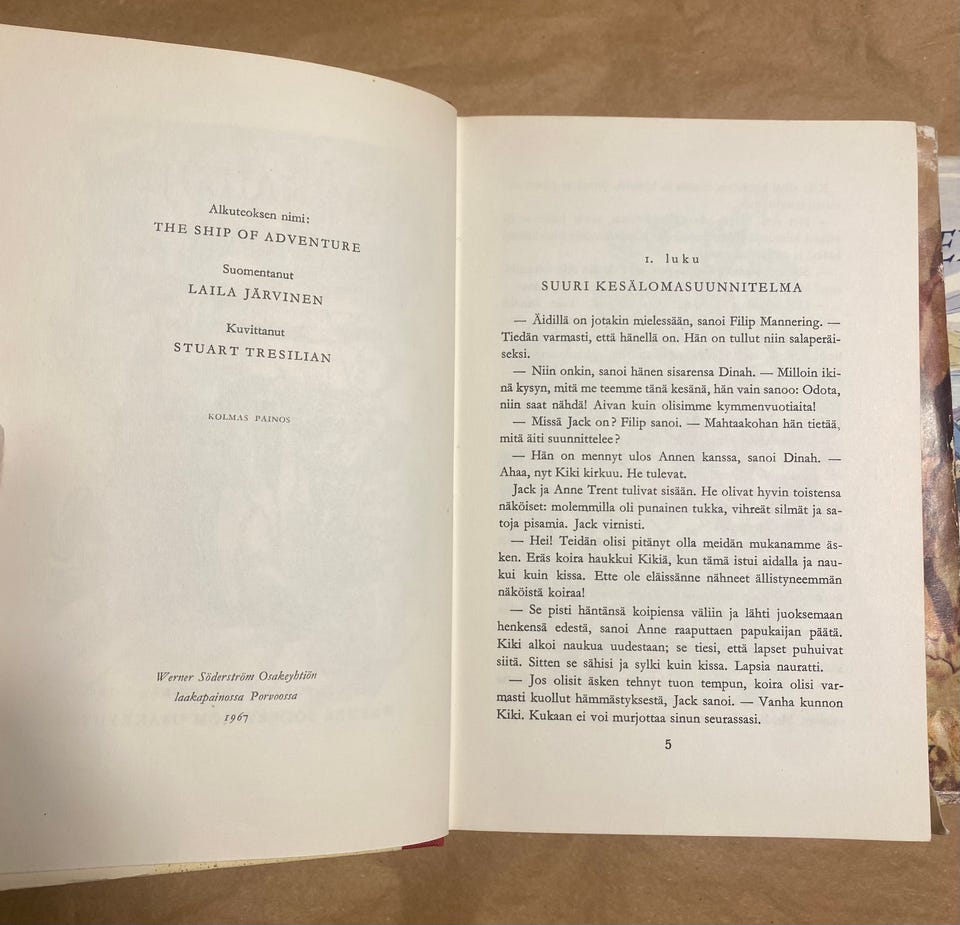 Alkuteoksen nimi:
THE SHIP OF ADVENTURE
Suomentanut
LAILA JÄRVINEN
Kuvittanut
STUART TRESILIAN
KOLMAS PAINOS
Werner Söderström Osakeyhtiön
laakapainossa Porvoossa
1967
1. luku
SUURI KESÄLOMASUUNNITELMA
— Äidillä on jotakin mielessään, sanoi Filip Mannering. —
Tiedän varmasti, että hänellä on. Hän on tullut niin salaperäi-
seksi.
— Niin onkin, sanoi hänen sisarensa Dinah. — Milloin iki-
nä kysyn, mitä me teemme tänä kesänä, hän vain sanoo: Odota,
niin saat nähdä! Aivan kuin olisimme kymmenvuotiaita!
— Missä Jack on? Filip sanoi. — Mahtaakohan hän tietää,
mitä äiti suunnittelee?
— Hän on mennyt ulos Annen kanssa, sanoi Dinah. —
Ahaa, nyt Kiki kirkuu. He tulevat.
Jack ja Anne Trent tulivat sisään. He olivat hyvin toistensa
näköiset: molemmilla oli punainen tukka, vihreät silmät ja sa-
toja pisamia. Jack virnisti.
— Hei! Teidän olisi pitänyt olla meidän mukanamme äs-
ken. Eräs koira haukkui Kikiä, kun tämä istui aidalla ja nau-
kui kuin kissa. Ette ole eläissänne nähneet ällistyneemmän
näköistä koiraa!
— Se pisti häntänsä koipiensa väliin ja lähti juoksemaan
henkensä edestä, sanoi Anne raaputtaen papukaijan päätä.
Kiki alkoi naukua uudestaan; se tiesi, että lapset puhuivat
siitä. Sitten se sähisi ja sylki kuin kissa. Lapsia nauratti.
— Jos olisit äsken tehnyt tuon tempun, koira olisi var-
masti kuollut hämmästyksestä, Jack sanoi. — Vanha kunnon
Kiki. Kukaan ei voi murjottaa sinun seurassasi.
5